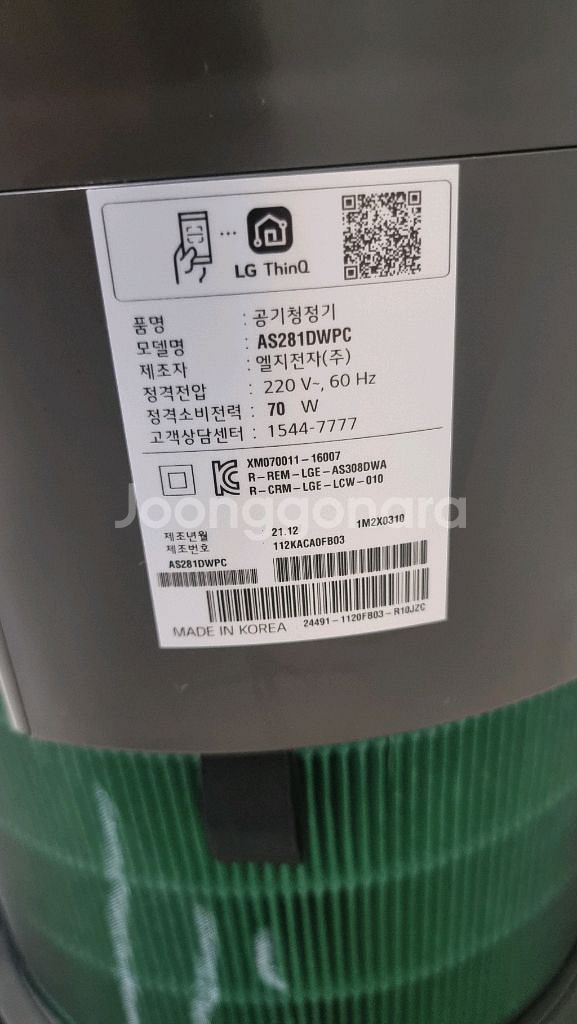 LG ThinQ
품명 : 공기청정기
모델명 : AS281DWPC
제조자 : 엘지전자(주)
정격전압 : 220 V~, 60 Hz
정격소비전력 : 70 W
고객상담센터 : 1544-7777
XM070011-16007
R-REM-LGE-AS308DWA
R-CRM-LGE-LCW-010
Joonggonara
제조년월 : 21.12 1M2X0310
제조번호 112KACA0FB03
AS281DWPC
MADE IN KOREA 24491-1120FB03-R10JZC